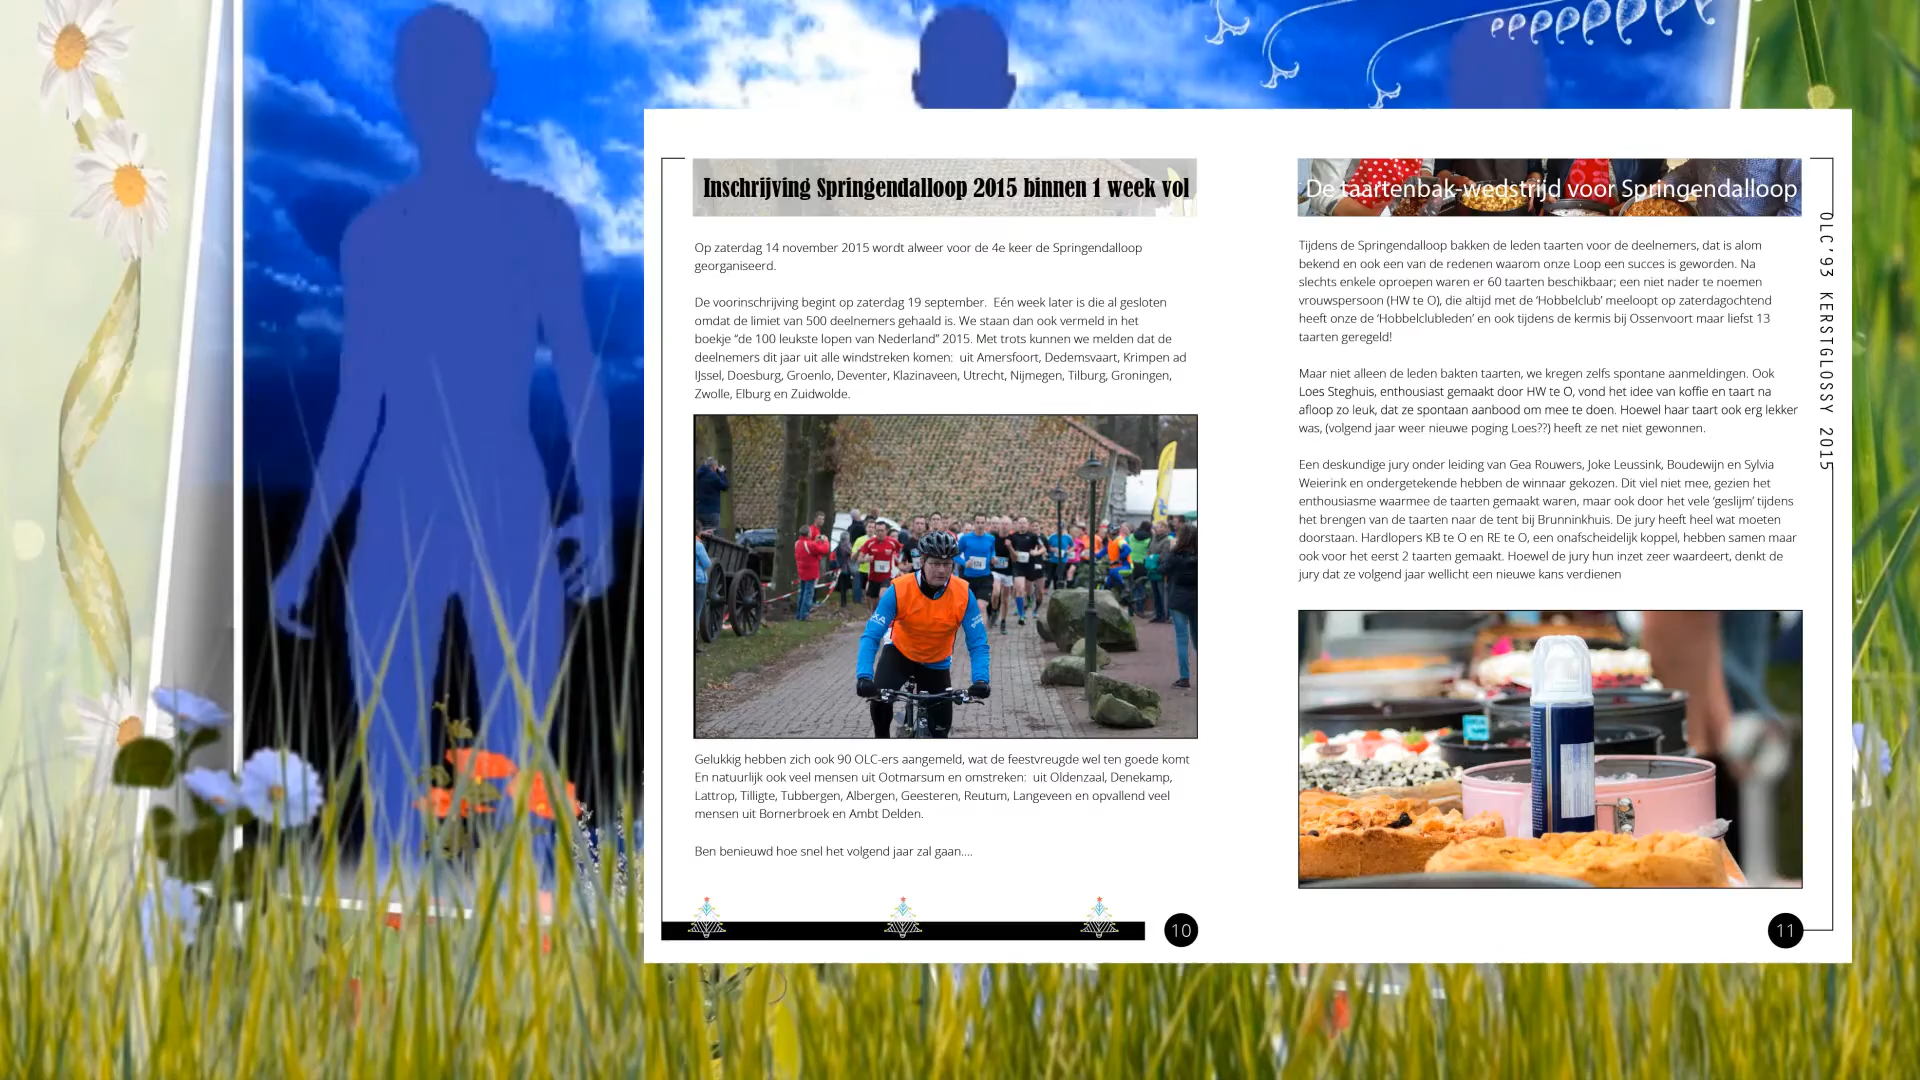 Inschrijving Springendalloop 2015 binnen 1 week vol
Op zaterdag 14 november 2015 wordt alweer voor de 4e keer de Springendalloop
georganiseerd.
De voorinschrijving begint op zaterdag 19 september. Eén week later is die al gesloten
omdat de limiet van 500 deelnemers gehaald is. We staan dan ook vermeld in het
boekje “de 100 leukste lopen van Nederland” 2015. Met trots kunnen we melden dat de
deelnemers dit jaar uit alle windstreken komen: uit Amersfoort, Dedemsvaart, Krimpen ad
IJssel, Doesburg, Groenlo, Deventer, Klazinaveen, Utrecht, Nijmegen, Tilburg, Groningen,
Zwolle, Elburg en Zuidwolde.
Gelukkig hebben zich ook 90 OLC-ers aangemeld, wat de feestvreugde wel ten goede komt
En natuurlijk ook veel mensen uit Ootmarsum en omstreken: uit Oldenzaal, Denekamp,
Lattrop, Tilligte, Tubbergen, Albergen, Geesteren, Reutum, Langeveen en opvallend veel
mensen uit Bornerbroek en Ambt Delden.
Ben benieuwd hoe snel het volgend jaar zal gaan....
10
De taartenbak-wedstrijd voor Springendalloop
Tijdens de Springendalloop bakken de leden taarten voor de deelnemers, dat is alom
bekend en ook een van de redenen waarom onze Loop een succes is geworden. Na
slechts enkele oproepen waren er 60 taarten beschikbaar; een niet nader te noemen
vrouwspersoon (HW te O), die altijd met de ‘Hobbelclub’ meeloopt op zaterdagochtend
heeft onze de ‘Hobbelclubleden’ en ook tijdens de kermis bij Ossenvoort maar liefst 13
taarten geregeld!
Maar niet alleen de leden bakten taarten, we kregen zelfs spontane aanmeldingen. Ook
Loes Steghuis, enthousiast gemaakt door HW te O, vond het idee van koffie en taart na
afloop zo leuk, dat ze spontaan aanbood om mee te doen. Hoewel haar taart ook erg lekker
was, (volgend jaar weer nieuwe poging Loes??) heeft ze net niet gewonnen.
Een deskundige jury onder leiding van Gea Rouwers, Joke Leussink, Boudewijn en Sylvia
Weierink en ondergetekende hebben de winnaar gekozen. Dit viel niet mee, gezien het
enthousiasme waarmee de taarten gemaakt waren, maar ook door het vele ‘geslijm’ tijdens
het brengen van de taarten naar de tent bij Brunninkhuis. De jury heeft heel wat moeten
doorstaan. Hardlopers KB te O en RE te O, een onafscheidelijk koppel, hebben samen maar
ook voor het eerst 2 taarten gemaakt. Hoewel de jury hun inzet zeer waardeert, denkt de
jury dat ze volgend jaar wellicht een nieuwe kans verdienen
11
OLC’93 KERSTGLOSSY 2015